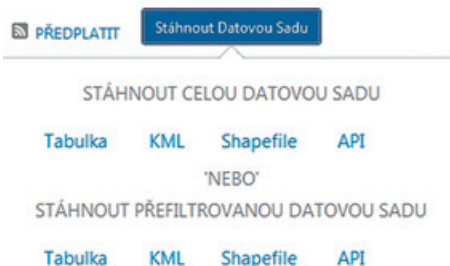 PŘEDPLATIT Stáhnout Datovou Sadu
STÁHNOUT CELOU DATOVOU SADU
Tabulka KML Shapefile API
'NEBO'
STÁHNOUT PŘEFILTROVANOU DATOVOU SADU
Tabulka KML Shapefile API